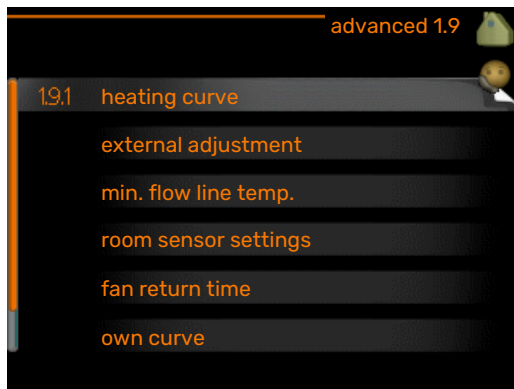 advanced 1.9
1.9.1 heating curve
external adjustment
min. flow line temp.
room sensor settings
fan return time
own curve